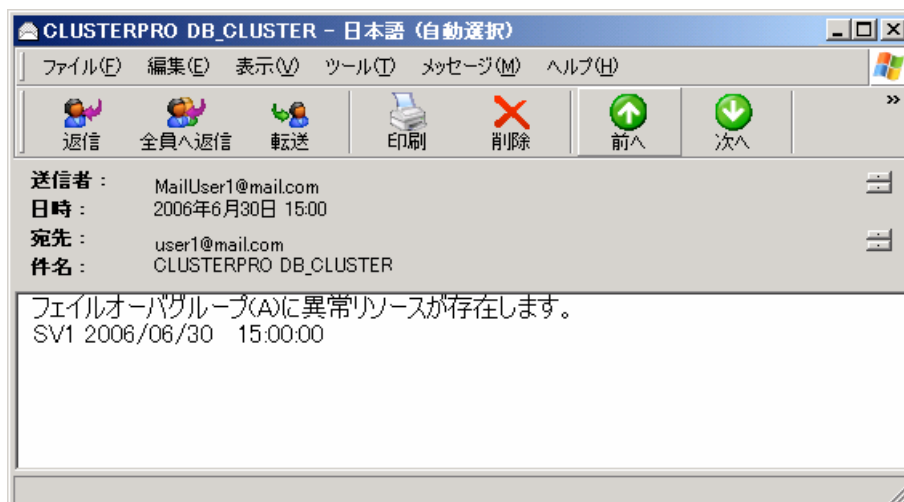 CLUSTERPRO DB_CLUSTER - 日本語 (自動選択)
ファイル(F) 編集(E) 表示(V) ツール(T) メッセージ(M) ヘルプ(H)
返信 全員へ返信 転送 印刷 削除 前へ 次へ »
送信者： MailUser1@mail.com
日時： 2006年6月30日 15:00
宛先： user1@mail.com
件名： CLUSTERPRO DB_CLUSTER
フェイルオーバグループ(A)に異常リソースが存在します。
SV1 2006/06/30 15:00:00